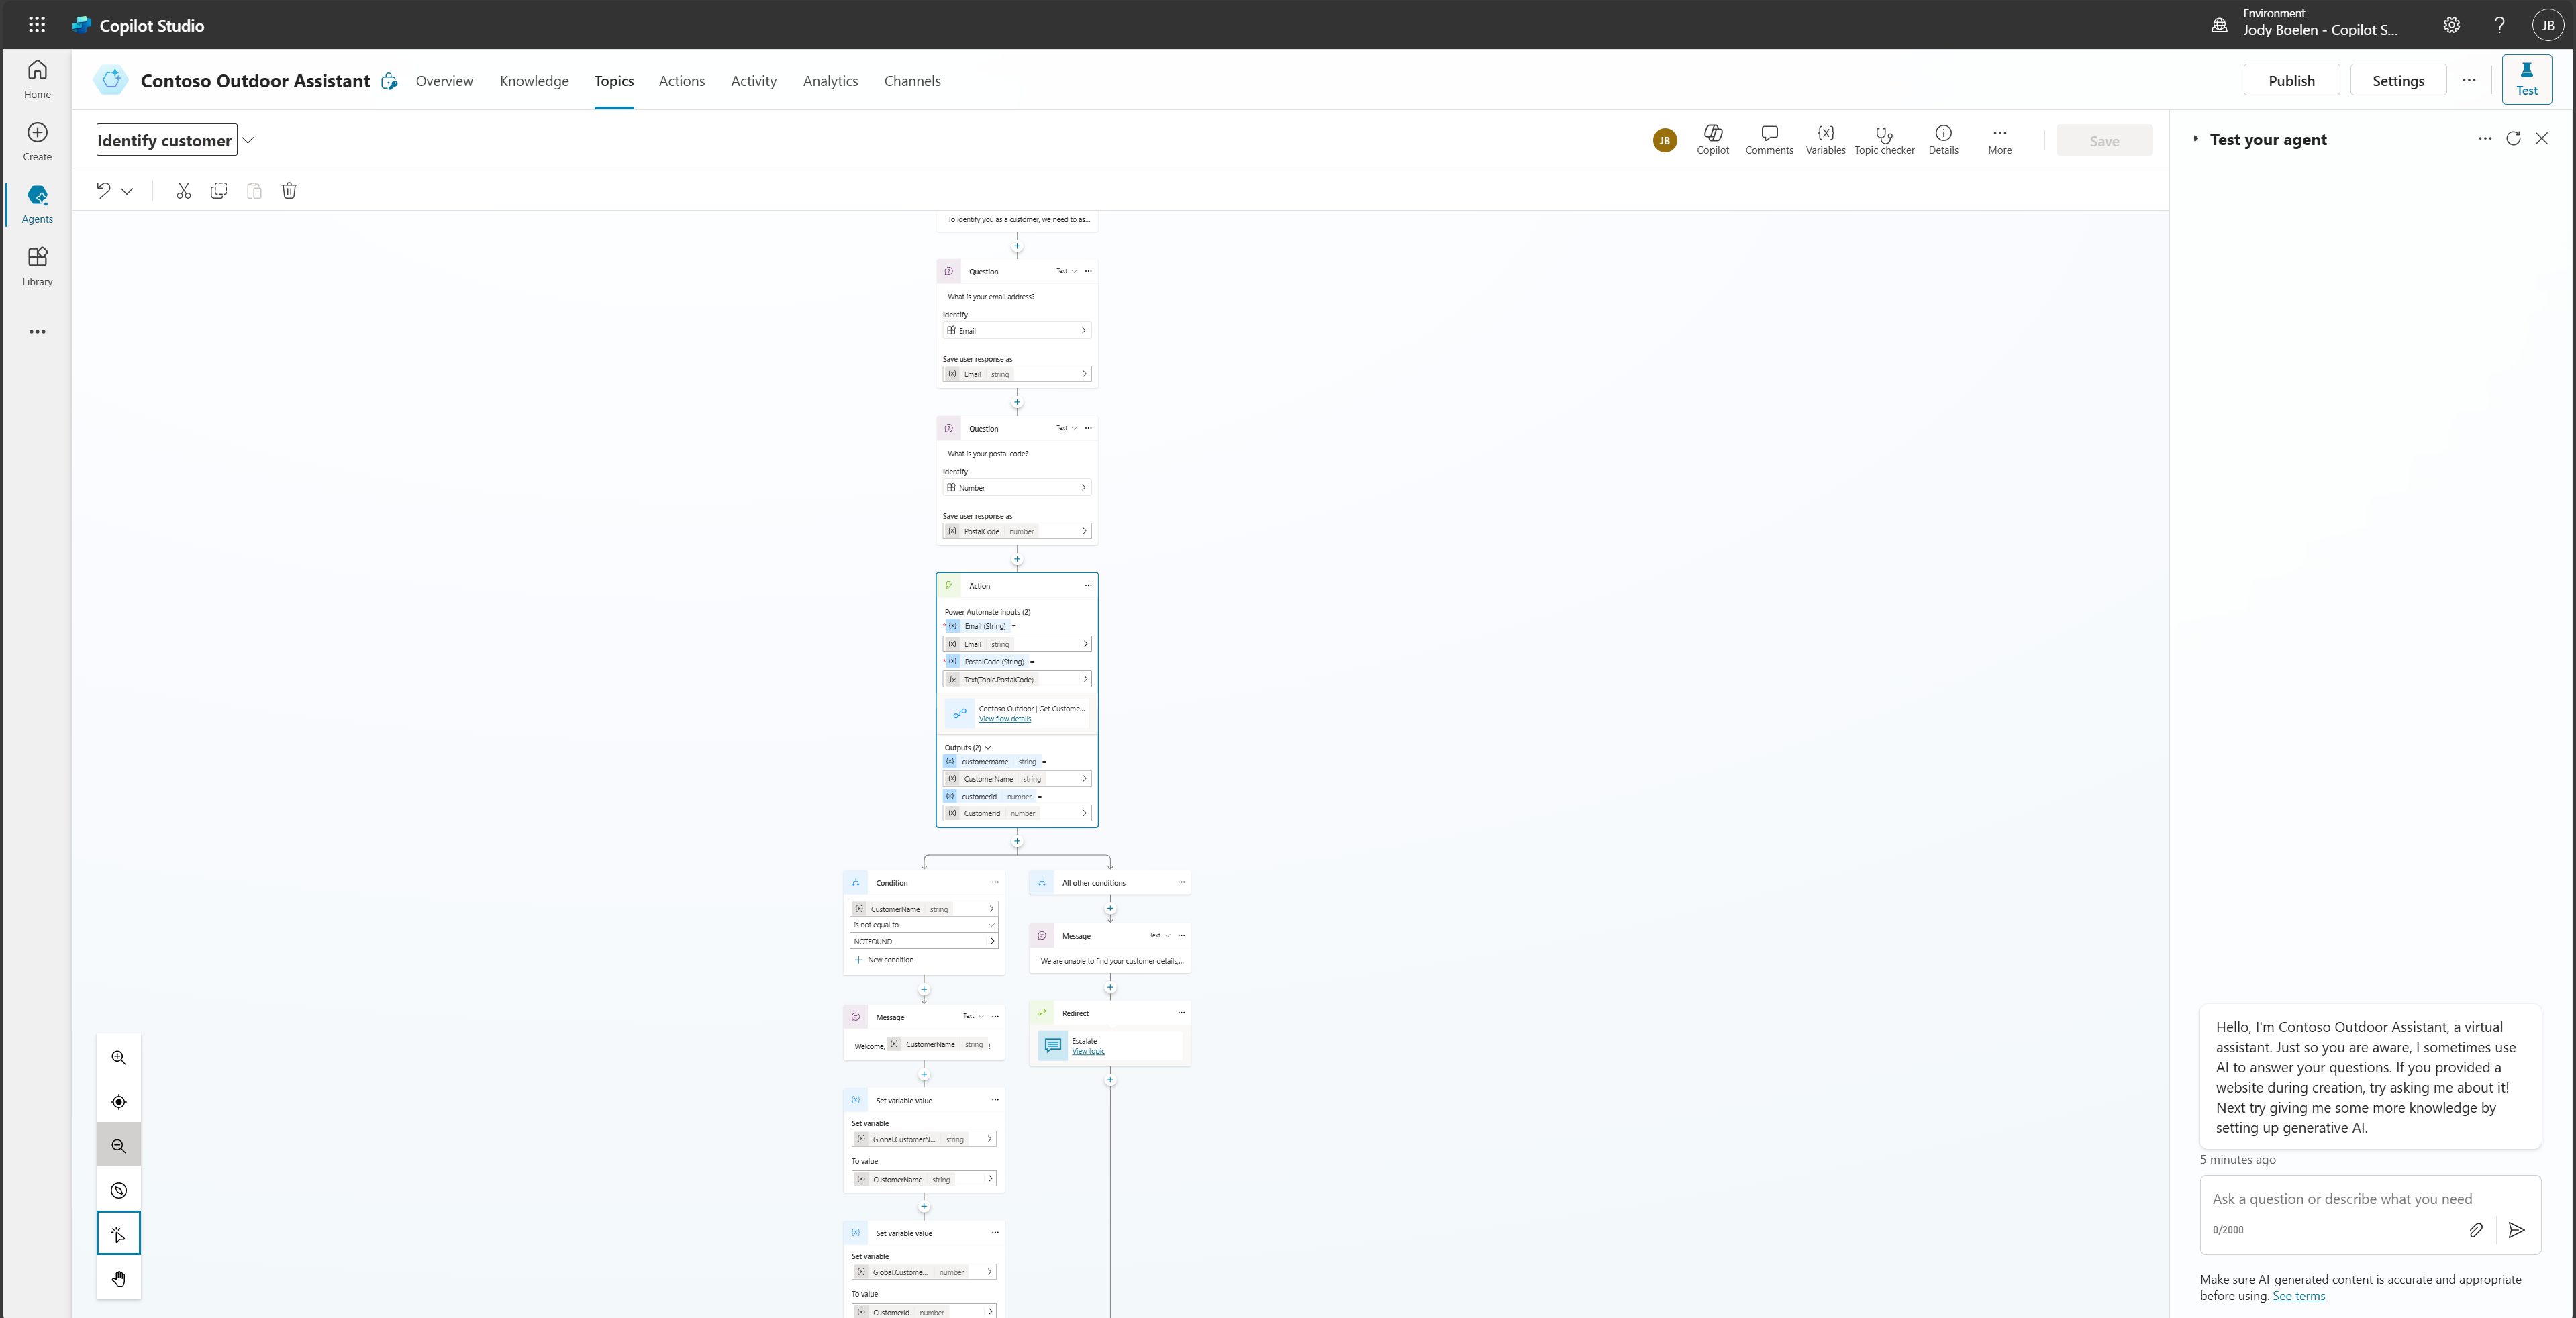 Copilot Studio
Environment
Jody Boelen - Copilot S...
JB
Home
Create
Agents
Library
Contoso Outdoor Assistant
Overview
Knowledge
Topics
Actions
Activity
Analytics
Channels
Publish
Settings
Test
Identify customer
JB
Copilot
Comments
{x}
Variables
Topic checker
Details
More
Save
To identify you as a customer, we need to as...
Question
Text
What is your email address?
Identify
Email
Save user response as
{x} Email string
Question
Text
What is your postal code?
Identify
Number
Save user response as
{x} PostalCode number
Action
Power Automate inputs (2)
* {x} Email (String) =
{x} Email string
* {x} PostalCode (String) =
fx Text(Topic.PostalCode)
Contoso Outdoor | Get Custome...
View flow details
Outputs (2)
{x} customername string =
{x} CustomerName string
{x} customerId number =
{x} CustomerId number
Condition
{x} CustomerName string
is not equal to
NOTFOUND
New condition
Message
Text
Welcome, {x} CustomerName string !
{x} Set variable value
Set variable
{x} Global.CustomerN... string
To value
{x} CustomerName string
{x} Set variable value
Set variable
{x} Global.Custome... number
To value
{x} CustomerId number
All other conditions
Message
Text
We are unable to find your customer details,...
Redirect
Escalate
View topic
Test your agent
Hello, I'm Contoso Outdoor Assistant, a virtual
assistant. Just so you are aware, I sometimes use
AI to answer your questions. If you provided a
website during creation, try asking me about it!
Next try giving me some more knowledge by
setting up generative AI.
5 minutes ago
Ask a question or describe what you need
0/2000
Make sure AI-generated content is accurate and appropriate
before using. See terms